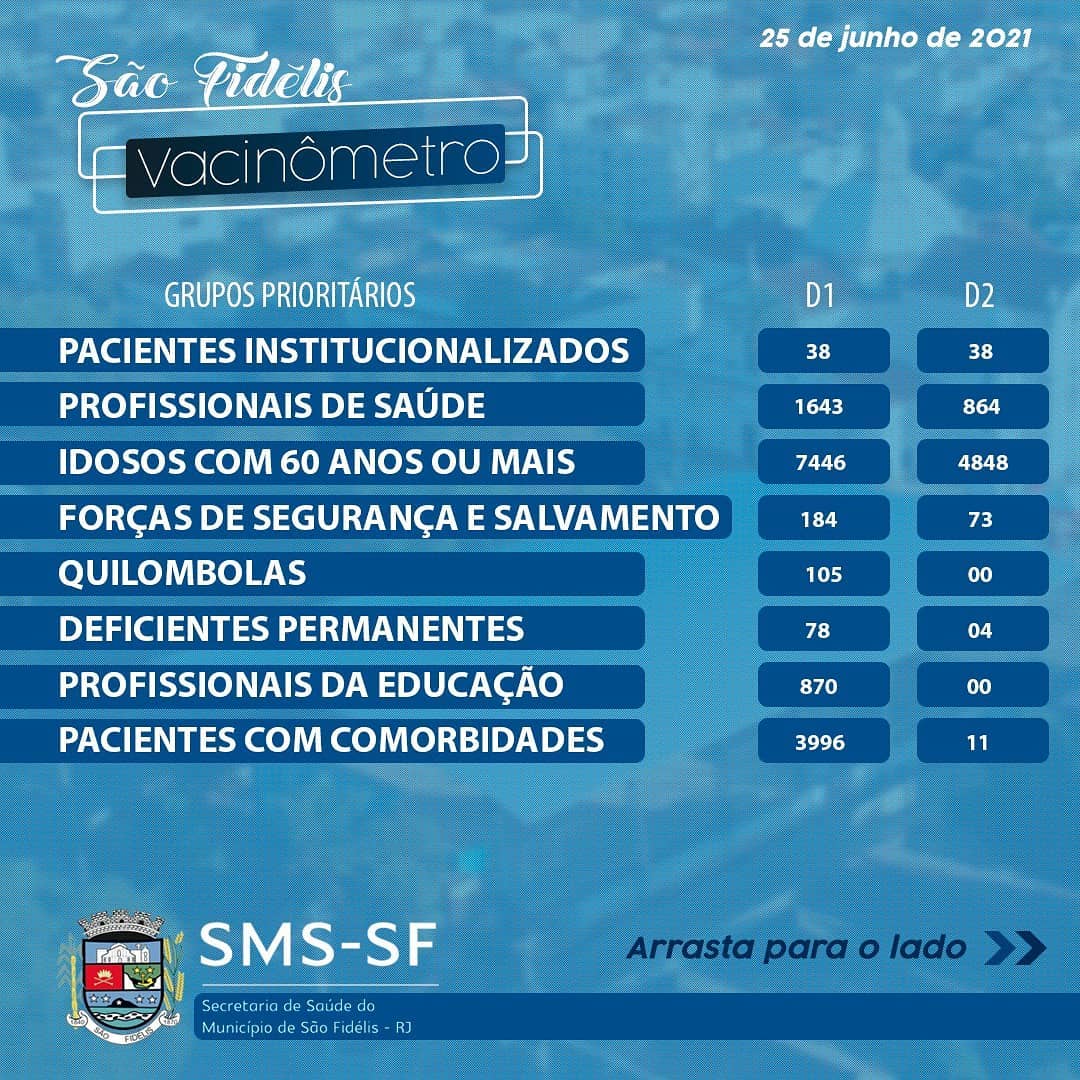 25 de junho de 2021
São Fidélis
Vacinômetro
GRUPOS PRIORITÁRIOS D1 D2
PACIENTES INSTITUCIONALIZADOS 38 38
PROFISSIONAIS DE SAÚDE 1643 864
IDOSOS COM 60 ANOS OU MAIS 7446 4848
FORÇAS DE SEGURANÇA E SALVAMENTO 184 73
QUILOMBOLAS 105 00
DEFICIENTES PERMANENTES 78 04
PROFISSIONAIS DA EDUCAÇÃO 870 00
PACIENTES COM COMORBIDADES 3996 11
SMS-SF
Arrasta para o lado
Secretaria de Saúde do
Município de São Fidélis - RJ
1840 SÃO FIDÉLIS 1870